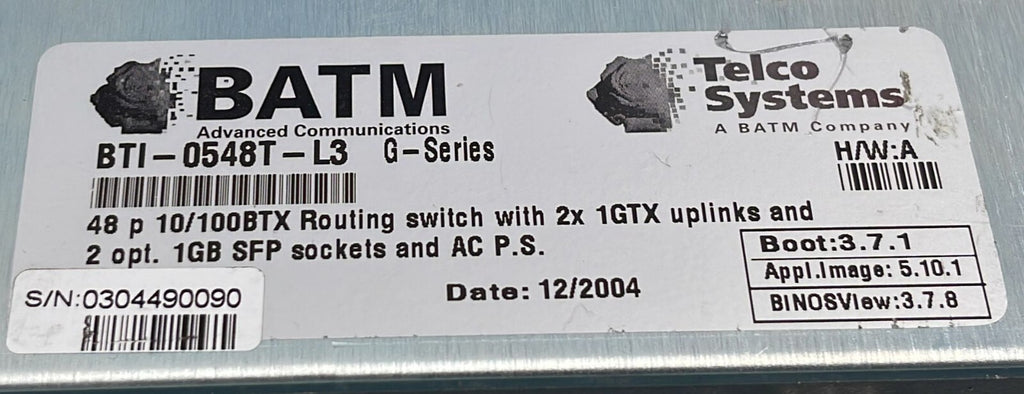 BATM
Advanced Communications
Telco
Systems
A BATM Company
BTI-0548T-L3 G-Series
H/W:A
48 p 10/100BTX Routing switch with 2x 1GTX uplinks and
2 opt. 1GB SFP sockets and AC P.S.
Boot:3.7.1
Appl.Image: 5.10.1
BINOSView:3.7.8
S/N:0304490090
Date: 12/2004